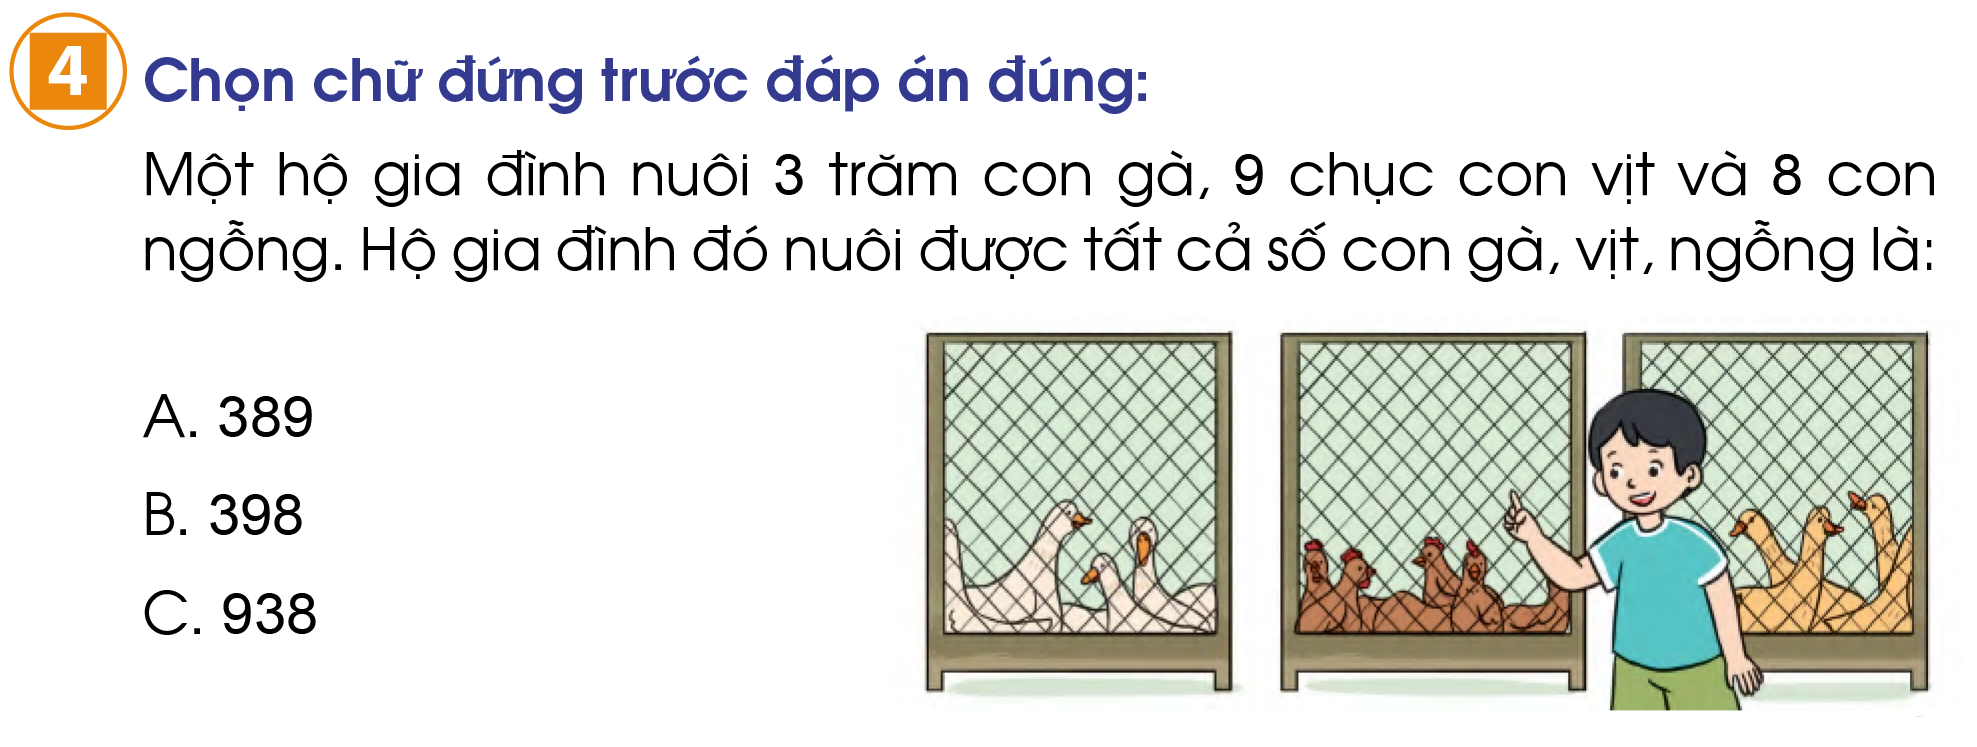 4 Chọn chữ đứng trước đáp án đúng:
Một hộ gia đình nuôi 3 trăm con gà, 9 chục con vịt và 8 con
ngỗng. Hộ gia đình đó nuôi được tất cả số con gà, vịt, ngỗng là:
A. 389
B. 398
C. 938